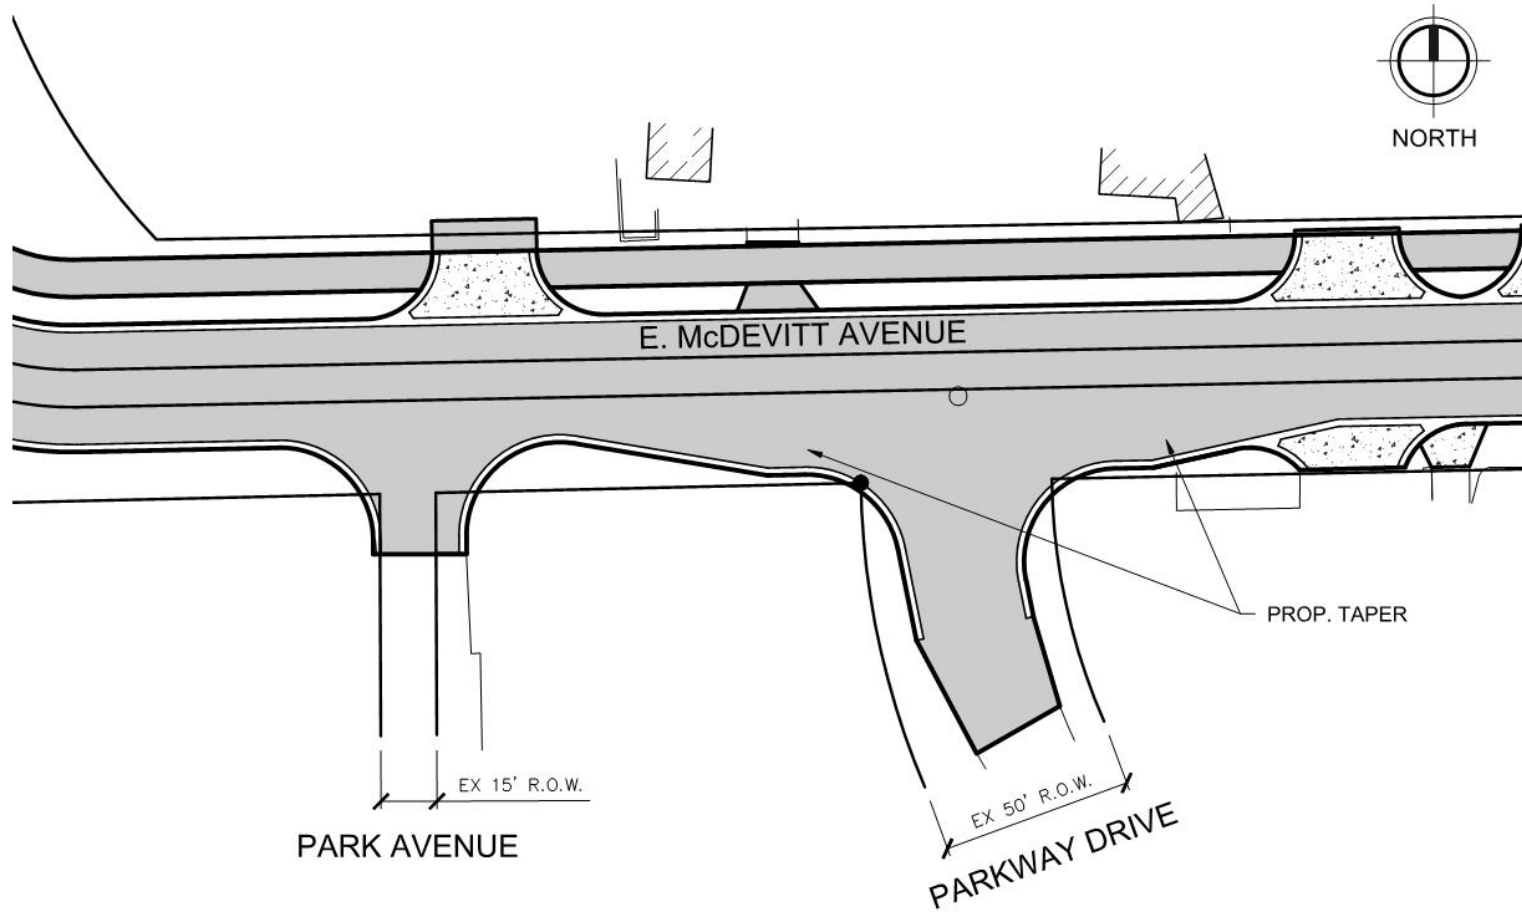 NORTH
E. McDEVITT AVENUE
PROP. TAPER
EX 15' R.O.W.
EX 50' R.O.W.
PARK AVENUE
PARKWAY DRIVE